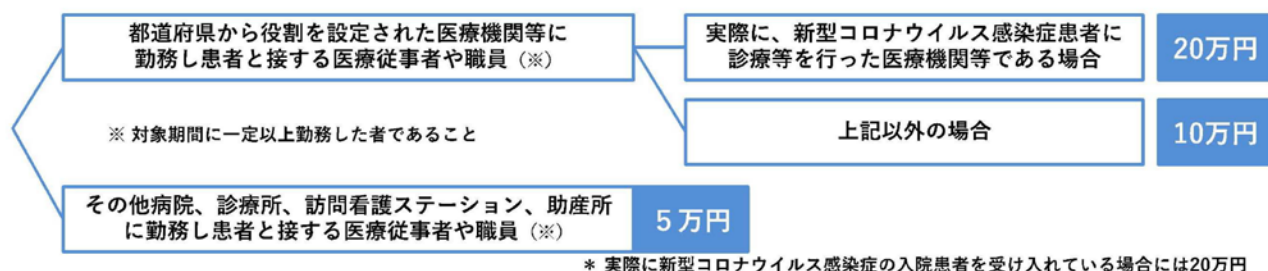 都道府県から役割を設定された医療機関等に
勤務し患者と接する医療従事者や職員（※）
実際に、新型コロナウイルス感染症患者に
診療等を行った医療機関等である場合
20万円
※ 対象期間に一定以上勤務した者であること
上記以外の場合
10万円
その他病院、診療所、訪問看護ステーション、助産所
に勤務し患者と接する医療従事者や職員（※）
５万円
* 実際に新型コロナウイルス感染症の入院患者を受け入れている場合には20万円